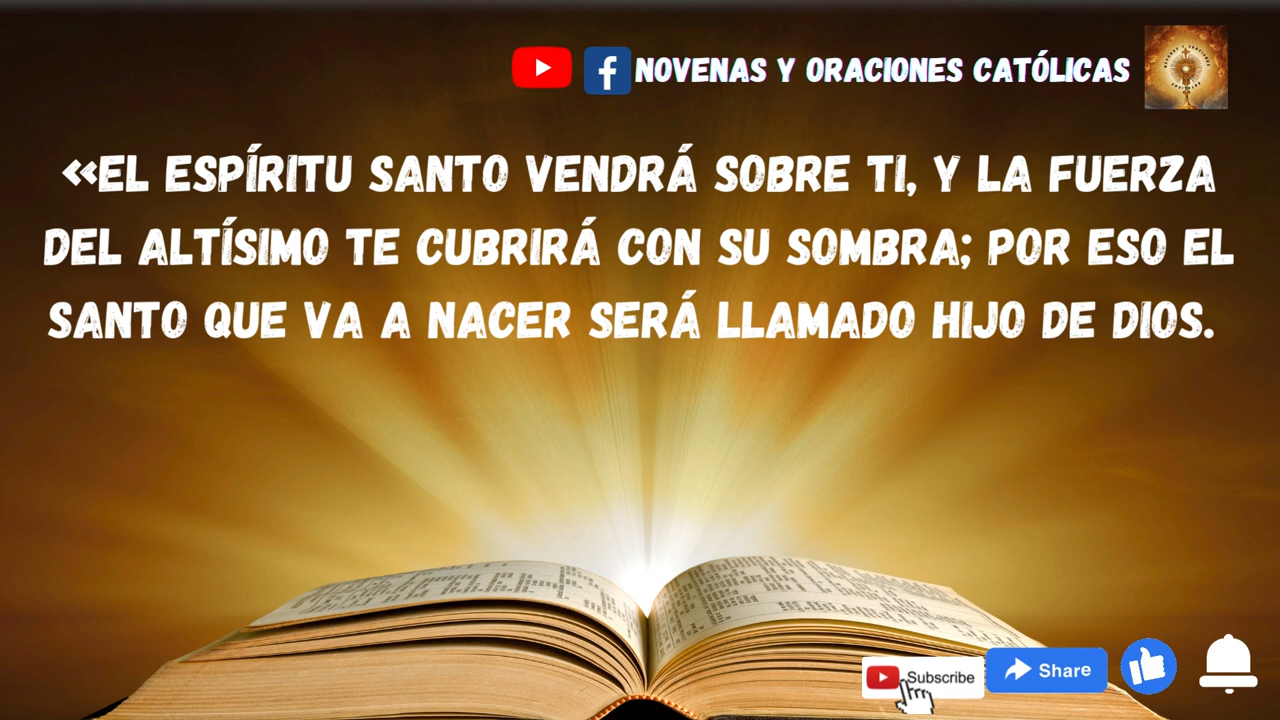 NOVENAS Y ORACIONES CATÓLICAS
«EL ESPÍRITU SANTO VENDRÁ SOBRE TI, Y LA FUERZA
DEL ALTÍSIMO TE CUBRIRÁ CON SU SOMBRA; POR ESO EL
SANTO QUE VA A NACER SERÁ LLAMADO HIJO DE DIOS.
Subscribe
Share